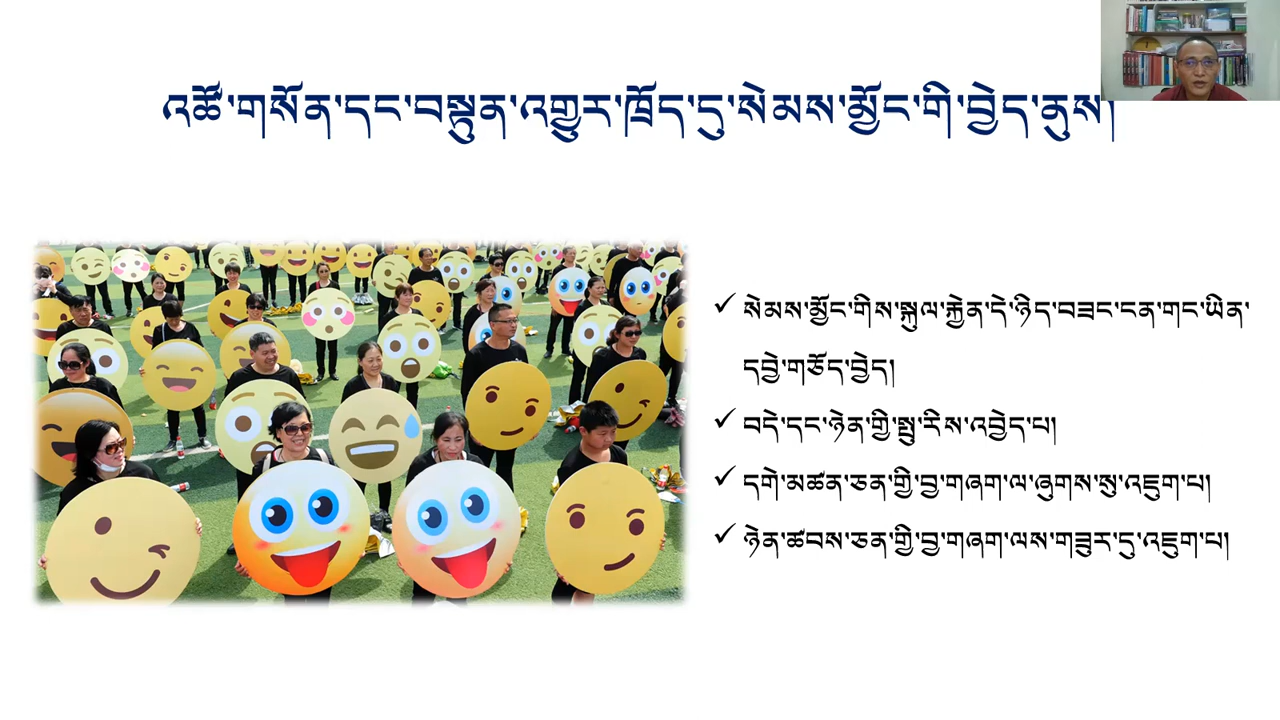 འཚོ་གསོན་དང་བསྟུན་འགྱུར་ཁྲོད་དུ་སེམས་མྱོང་གི་བྱེད་ནུས།
སེམས་མྱོང་གིས་སྐུལ་རྐྱེན་དེ་ཉིད་བཟང་ངན་གང་ཡིན་
དབྱེ་གཙོད་བྱེད།
བདེ་དང་ཉེན་གྱི་སྤུ་རིས་འབྱེད་པ།
དགེ་མཚན་ཅན་གྱི་བྱ་གཞག་ལ་ཞུགས་སུ་འཇུག་པ།
ཉེན་ཚབས་ཅན་གྱི་བྱ་གཞག་ལས་གཟུར་དུ་འཇུག་པ།